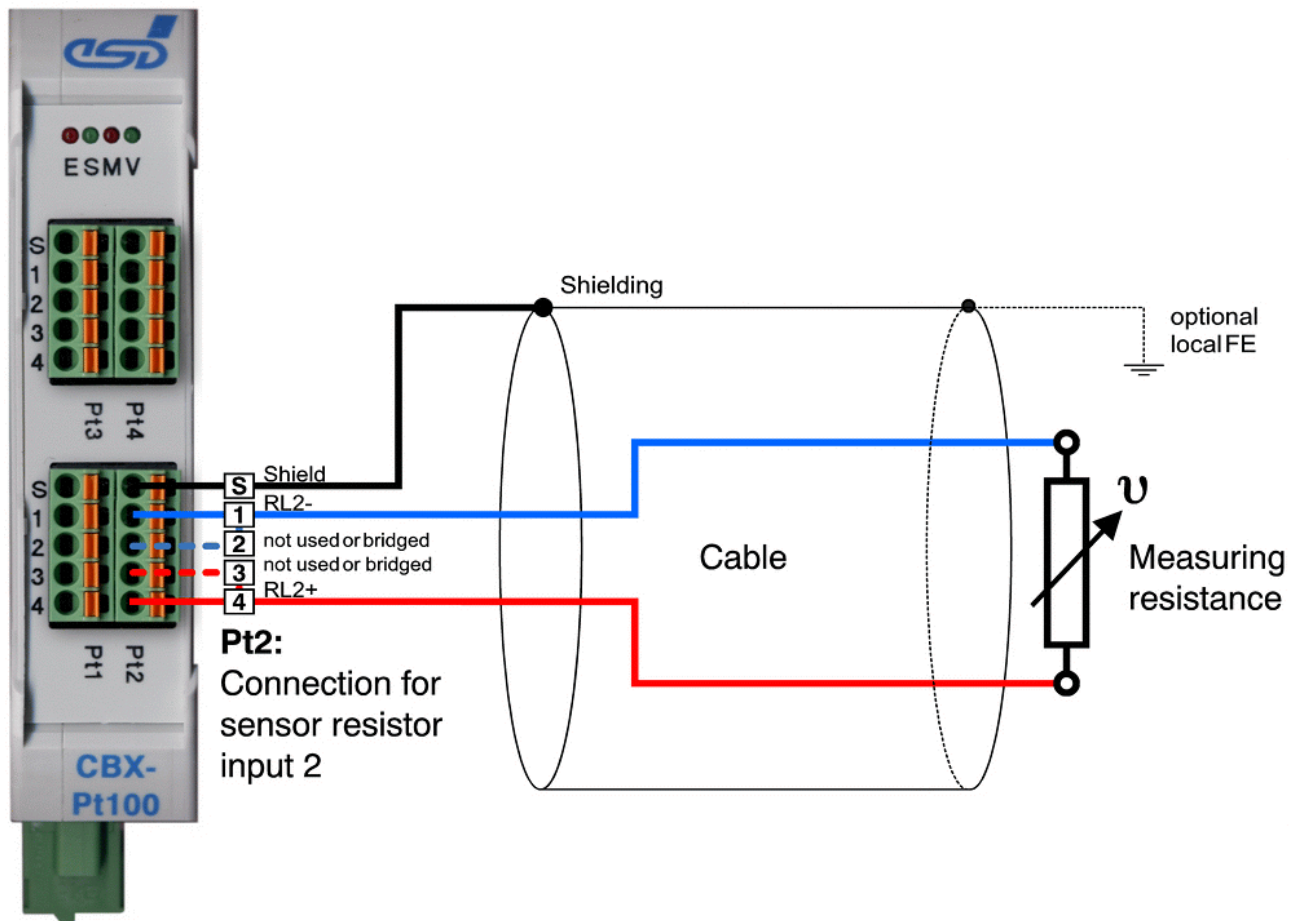 esd
ESMV
S
1
2
3
4
Pt3
Pt4
S
1
2
3
4
Pt1
Pt2
CBX-
Pt100
Shielding
optional
local FE
S Shield
1 RL2-
2 not used or bridged
3 not used or bridged
4 RL2+
Pt2:
Connection for
sensor resistor
input 2
Cable
υ
Measuring
resistance